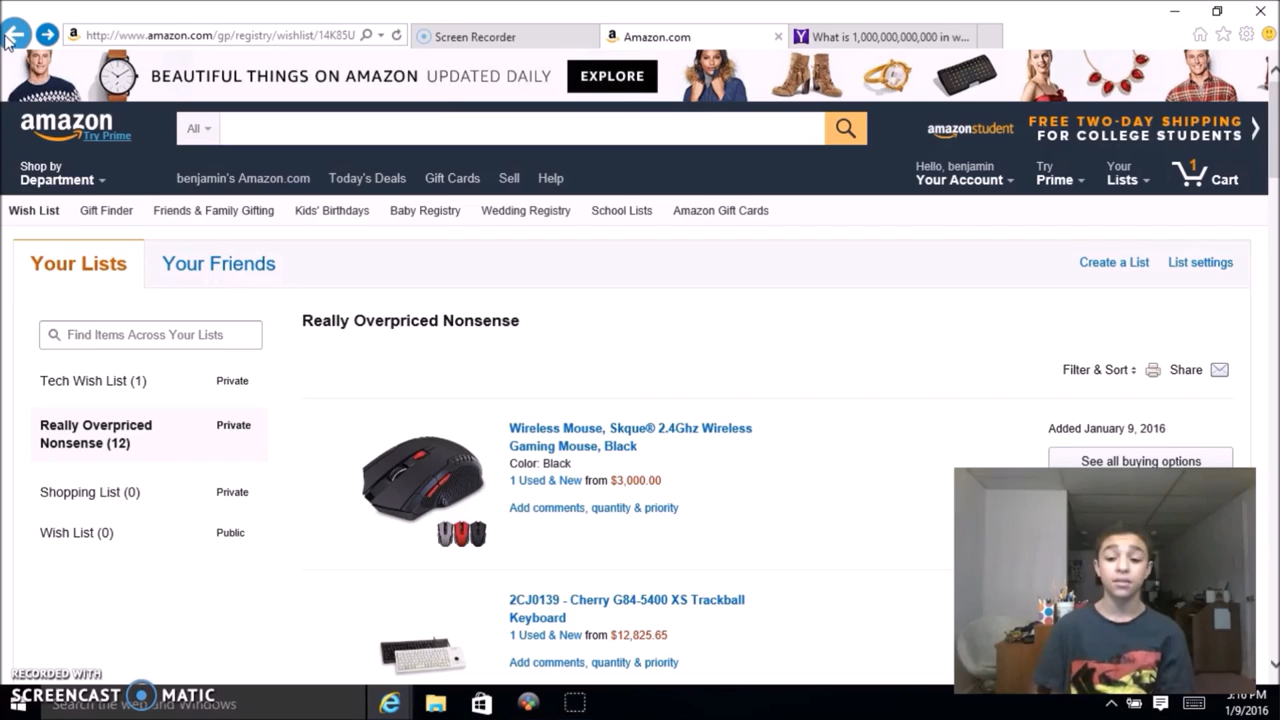 http://www.amazon.com/gp/registry/wishlist/14K85U
Screen Recorder
Amazon.com
What is 1,000,000,000,000 in w...
BEAUTIFUL THINGS ON AMAZON UPDATED DAILY
EXPLORE
amazon
Try Prime
All
amazonstudent
FREE TWO-DAY SHIPPING
FOR COLLEGE STUDENTS
Shop by
Department
benjamin's Amazon.com
Today's Deals
Gift Cards
Sell
Help
Hello, benjamin
Your Account
Try
Prime
Your
Lists
1
Cart
Wish List
Gift Finder
Friends & Family Gifting
Kids' Birthdays
Baby Registry
Wedding Registry
School Lists
Amazon Gift Cards
Your Lists
Your Friends
Create a List
List settings
Find Items Across Your Lists
Really Overpriced Nonsense
Filter & Sort
Share
Tech Wish List (1)
Private
Really Overpriced
Nonsense (12)
Private
Shopping List (0)
Private
Wish List (0)
Public
Wireless Mouse, Skque® 2.4Ghz Wireless
Gaming Mouse, Black
Color: Black
1 Used & New from $3,000.00
Add comments, quantity & priority
Added January 9, 2016
See all buying options
2CJ0139 - Cherry G84-5400 XS Trackball
Keyboard
1 Used & New from $12,825.65
Add comments, quantity & priority
RECORDED WITH
SCREENCAST MATIC
Search the web and Windows
5:10 PM
1/9/2016